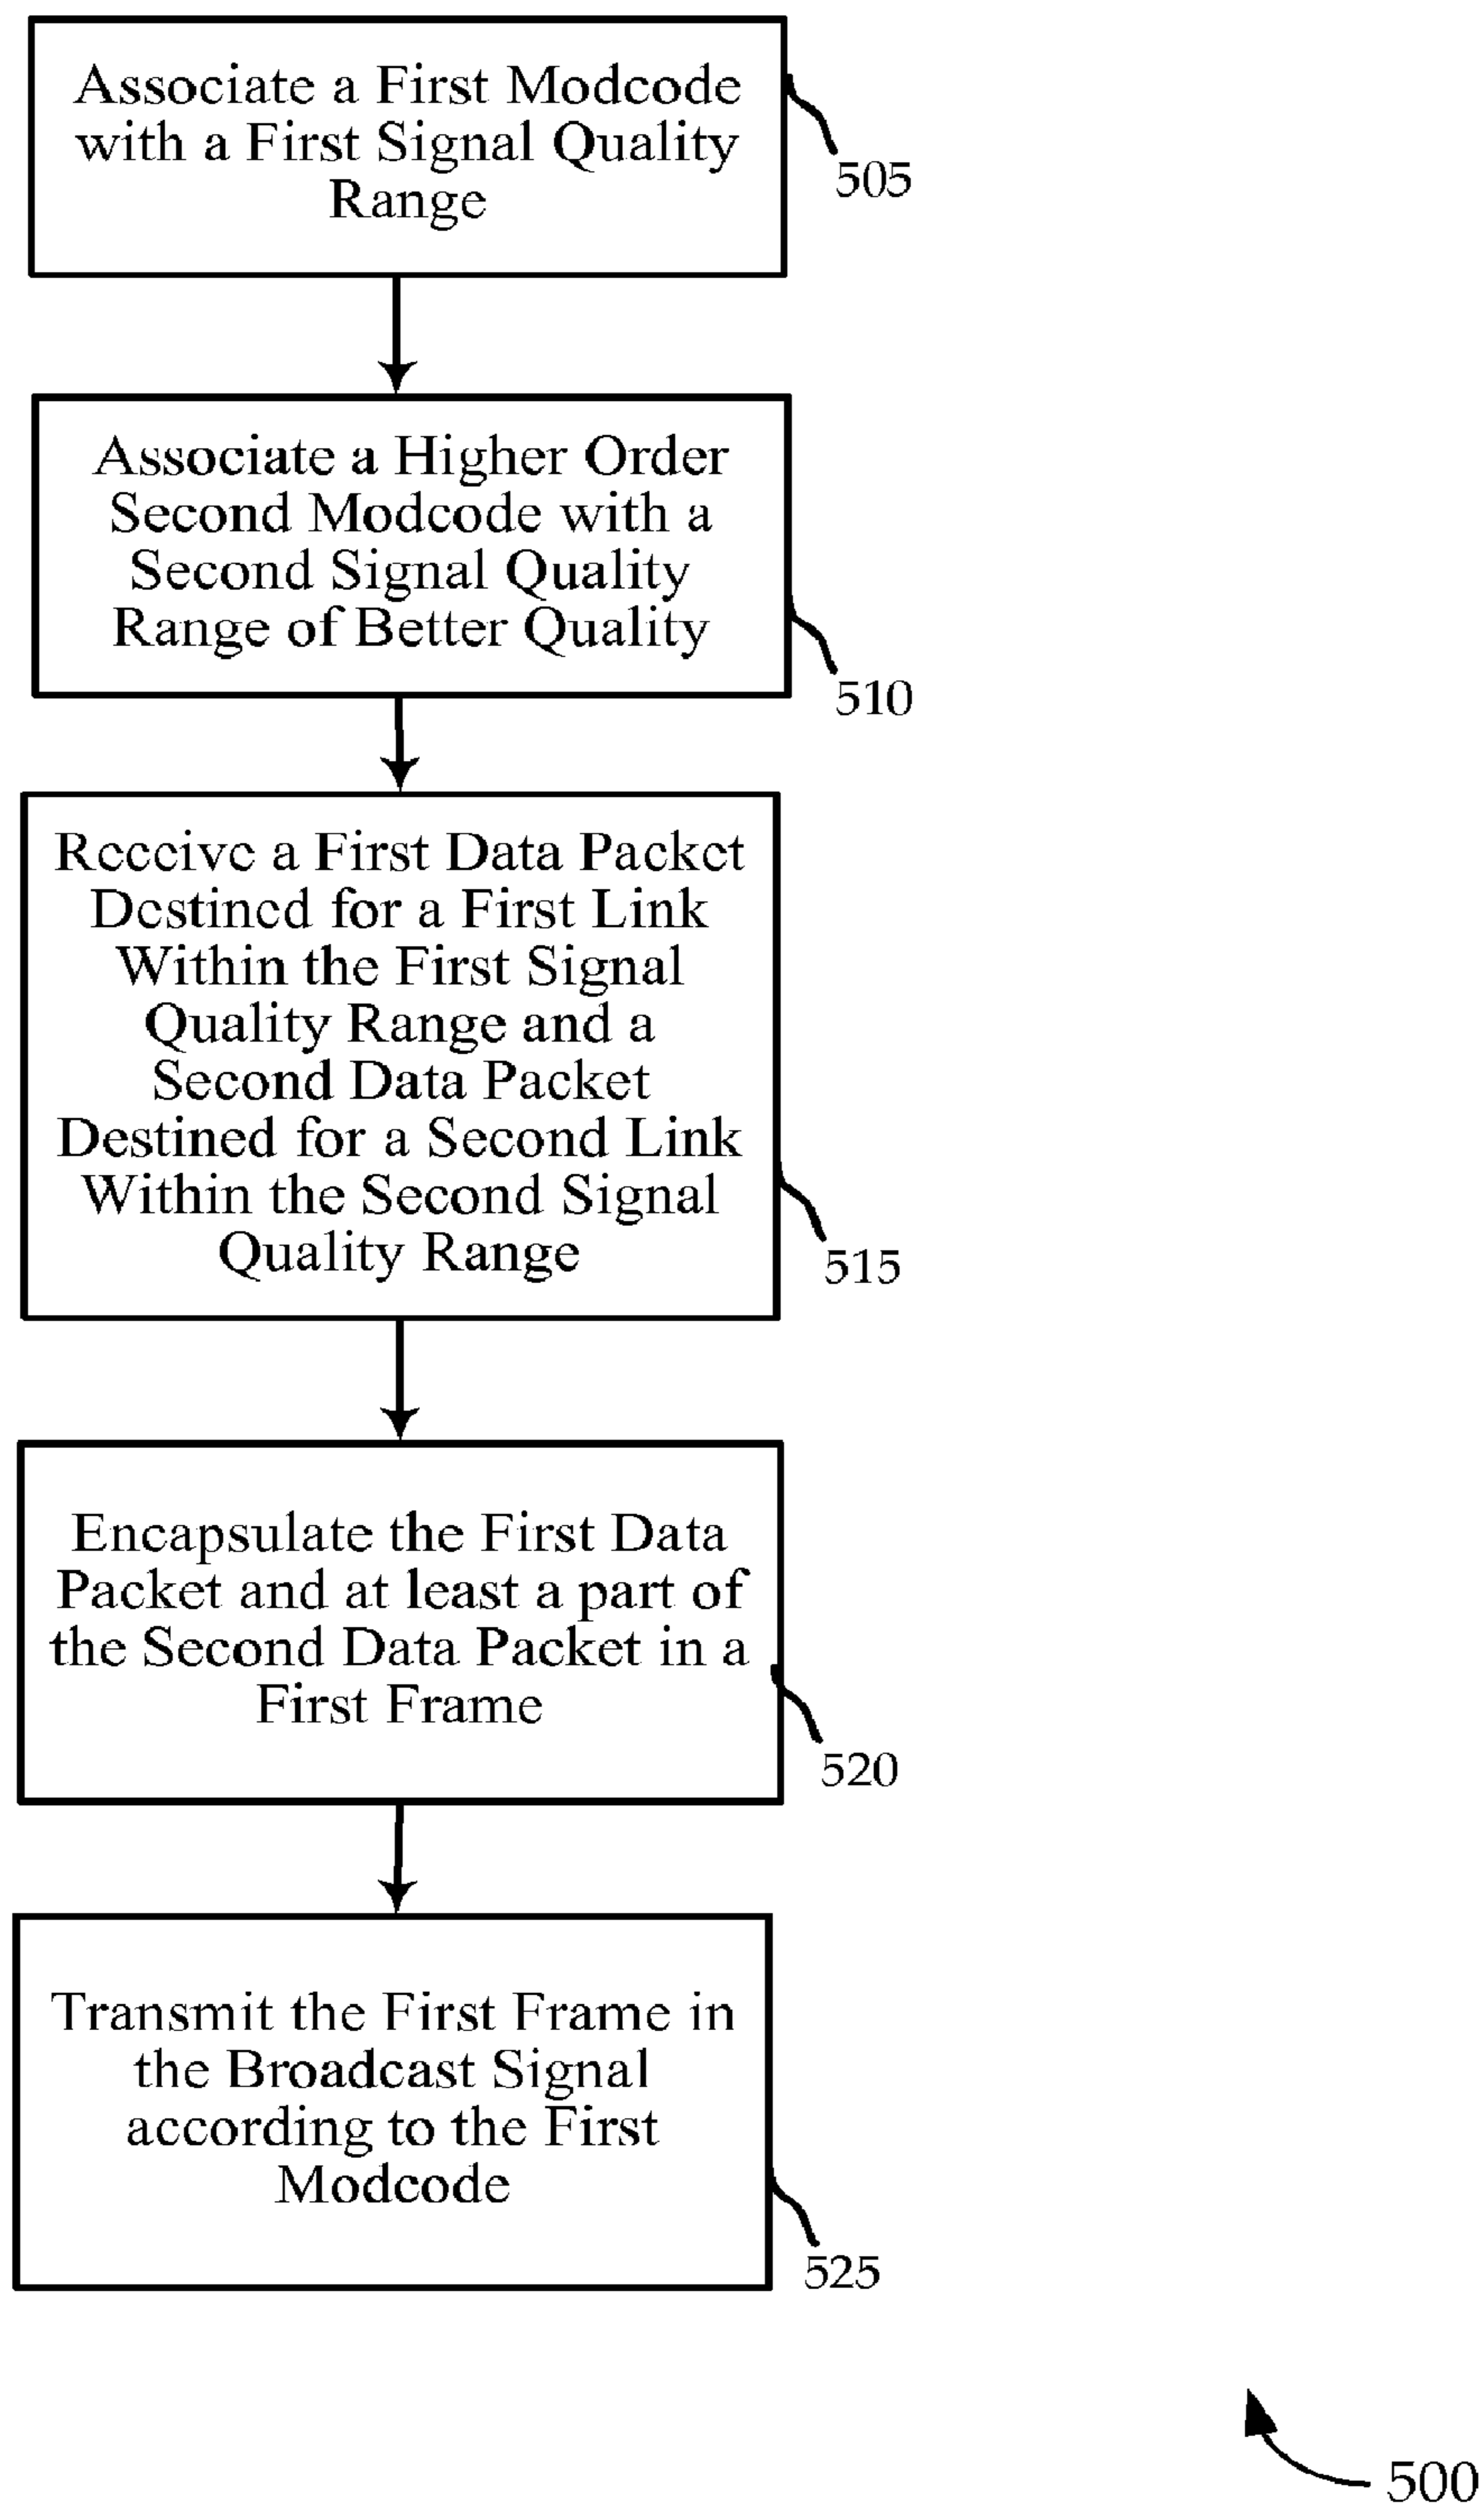 Associate a First Modcode
with a First Signal Quality
Range
505
Associate a Higher Order
Second Modcode with a
Second Signal Quality
Range of Better Quality
510
Receive a First Data Packet
Destined for a First Link
Within the First Signal
Quality Range and a
Second Data Packet
Destined for a Second Link
Within the Second Signal
Quality Range
515
Encapsulate the First Data
Packet and at least a part of
the Second Data Packet in a
First Frame
520
Transmit the First Frame in
the Broadcast Signal
according to the First
Modcode
525
500